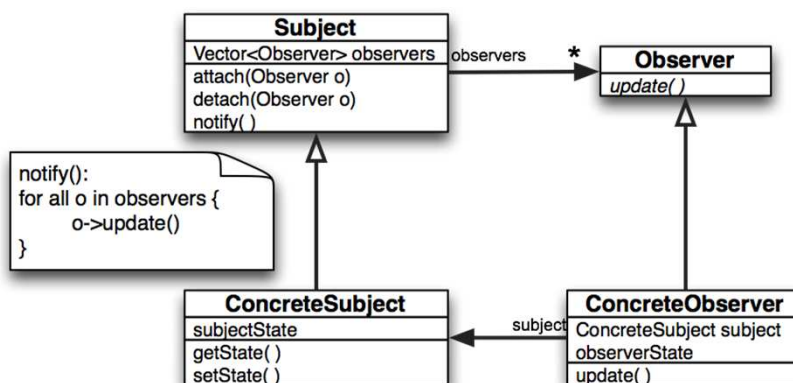 Subject
Vector<Observer> observers
attach(Observer o)
detach(Observer o)
notify( )
observers
*
Observer
update( )
notify():
for all o in observers {
o->update()
}
ConcreteSubject
subjectState
getState( )
setState( )
subject
ConcreteObserver
ConcreteSubject subject
observerState
update( )